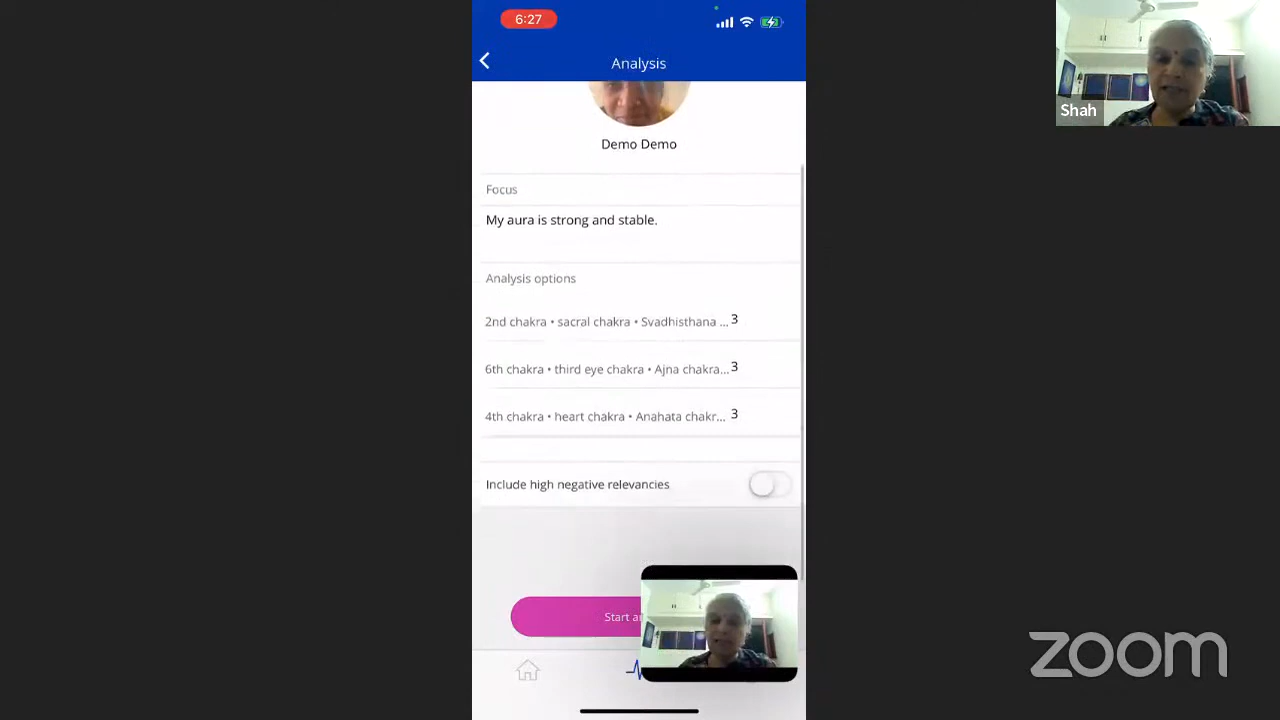 6:27
Analysis
Shah
Demo Demo
Focus
My aura is strong and stable.
Analysis options
2nd chakra • sacral chakra • Svadhisthana ... 3
6th chakra • third eye chakra • Ajna chakra... 3
4th chakra • heart chakra • Anahata chakr... 3
Include high negative relevancies
Start
zoom